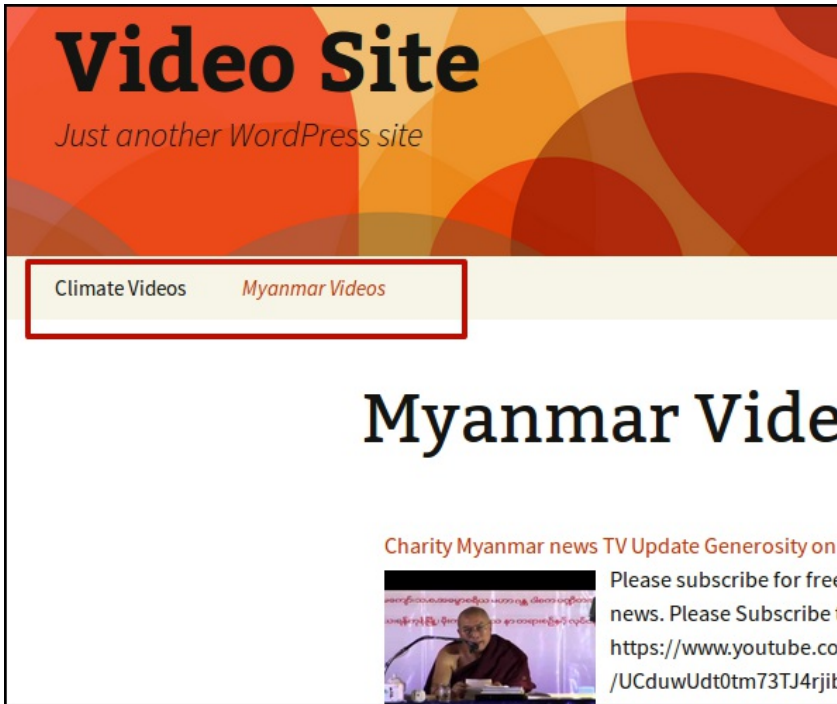 Video Site
Just another WordPress site
Climate Videos Myanmar Videos
Myanmar Vide
Charity Myanmar news TV Update Generosity on
Please subscribe for free
news. Please Subscribe t
https://www.youtube.co
/UCduwUdt0tm73TJ4rjib